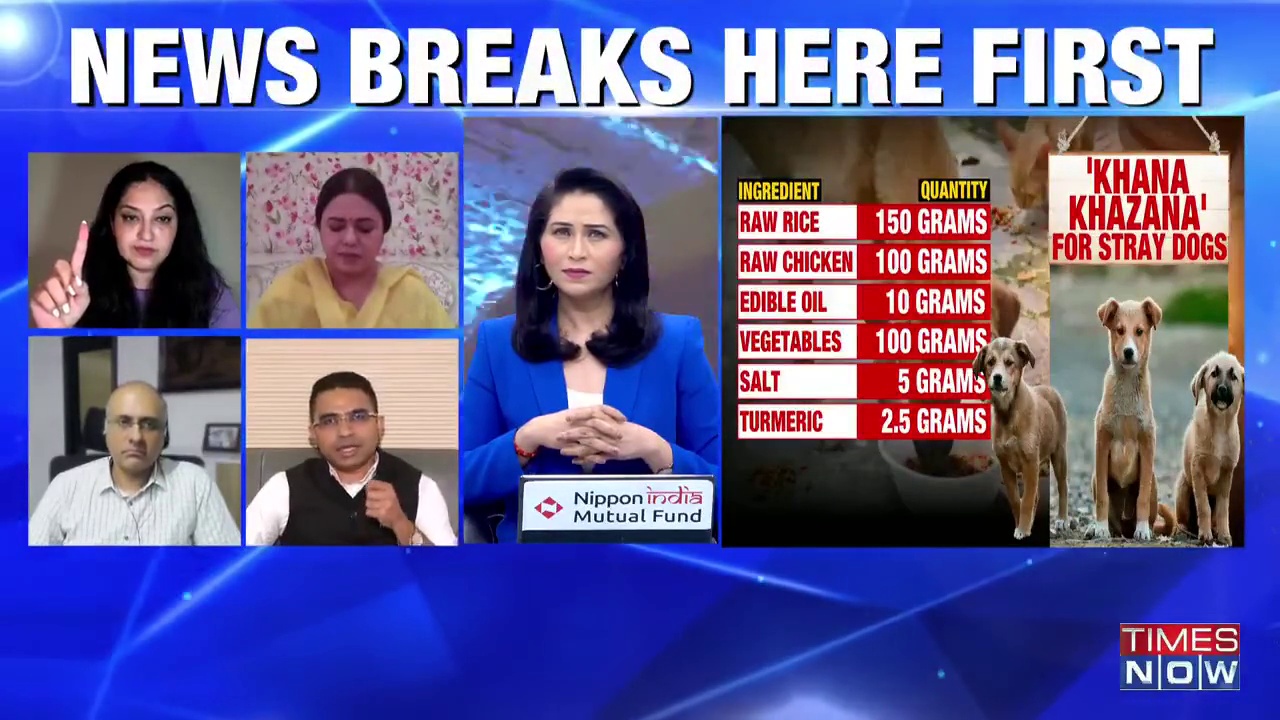 NEWS BREAKS HERE FIRST
INGREDIENT QUANTITY
RAW RICE 150 GRAMS
RAW CHICKEN 100 GRAMS
EDIBLE OIL 10 GRAMS
VEGETABLES 100 GRAMS
SALT 5 GRAMS
TURMERIC 2.5 GRAMS
'KHANA
KHAZANA'
FOR STRAY DOGS
Nippon india
Mutual Fund
TIMES
NOW